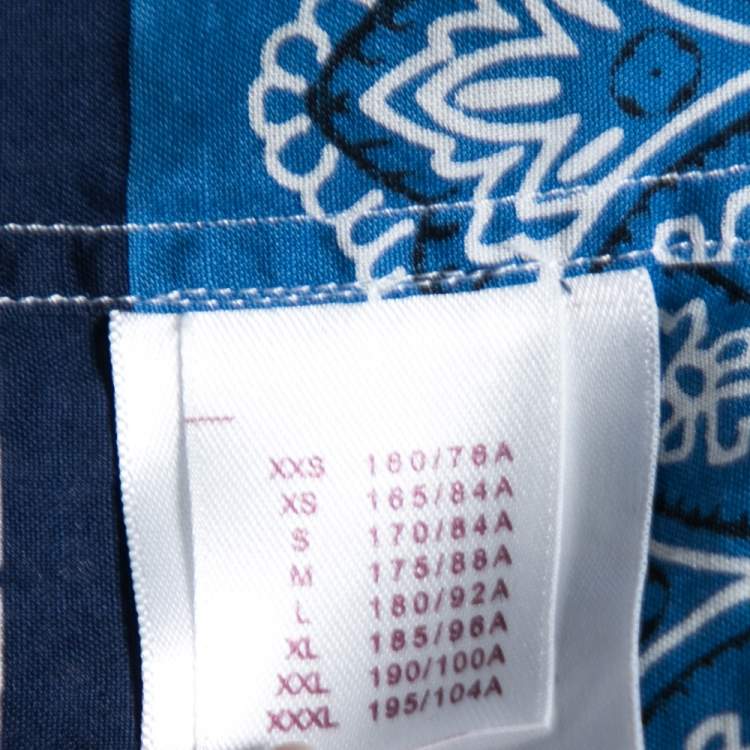 XXS 160/76A
XS 165/84A
S 170/84A
M 175/88A
L 180/92A
XL 185/96A
XXL 190/100A
XXXL 195/104A